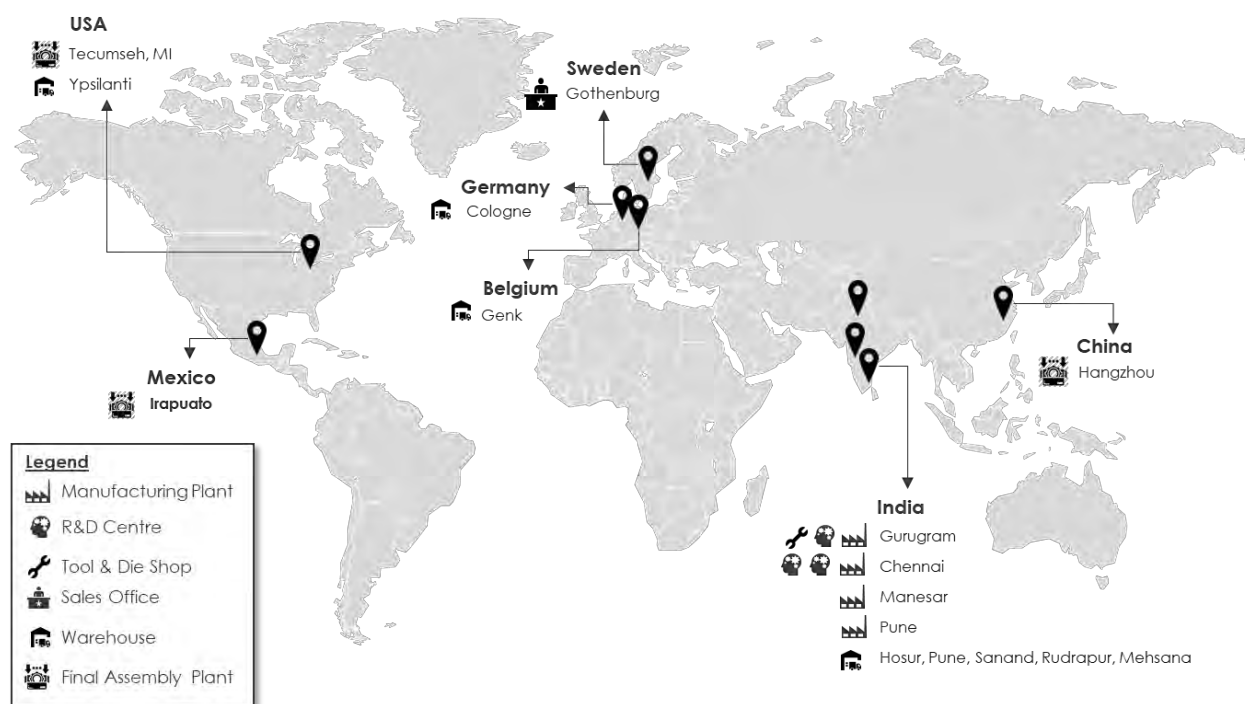 USA
Tecumseh, MI
Ypsilanti
Sweden
Gothenburg
Germany
Cologne
Belgium
Genk
Mexico
Irapuato
China
Hangzhou
India
Gurugram
Chennai
Manesar
Pune
Hosur, Pune, Sanand, Rudrapur, Mehsana
Legend
Manufacturing Plant
R&D Centre
Tool & Die Shop
Sales Office
Warehouse
Final Assembly Plant